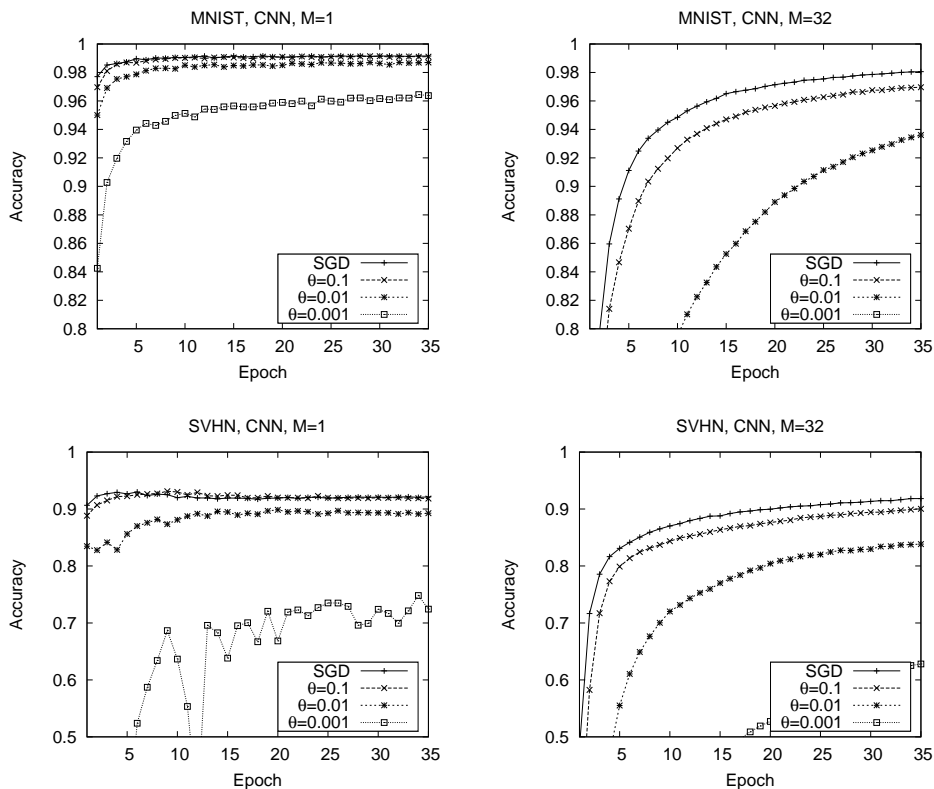 MNIST, CNN, M=1
Accuracy
1
0.98
0.96
0.94
0.92
0.9
0.88
0.86
0.84
0.82
0.8
SGD
θ=0.1
θ=0.01
θ=0.001
5 10 15 20 25 30 35
Epoch
MNIST, CNN, M=32
Accuracy
1
0.98
0.96
0.94
0.92
0.9
0.88
0.86
0.84
0.82
0.8
SGD
θ=0.1
θ=0.01
θ=0.001
5 10 15 20 25 30 35
Epoch
SVHN, CNN, M=1
Accuracy
1
0.9
0.8
0.7
0.6
0.5
SGD
θ=0.1
θ=0.01
θ=0.001
5 10 15 20 25 30 35
Epoch
SVHN, CNN, M=32
Accuracy
1
0.9
0.8
0.7
0.6
0.5
SGD
θ=0.1
θ=0.01
θ=0.001
5 10 15 20 25 30 35
Epoch